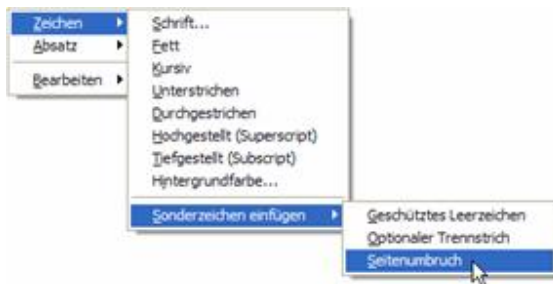 Zeichen
Absatz
Bearbeiten
Schrift...
Fett
Kursiv
Unterstrichen
Durchgestrichen
Hochgestellt (Superscript)
Tiefgestellt (Subscript)
Hintergrundfarbe...
Sonderzeichen einfügen
Geschütztes Leerzeichen
Optionaler Trennstrich
Seitenumbruch